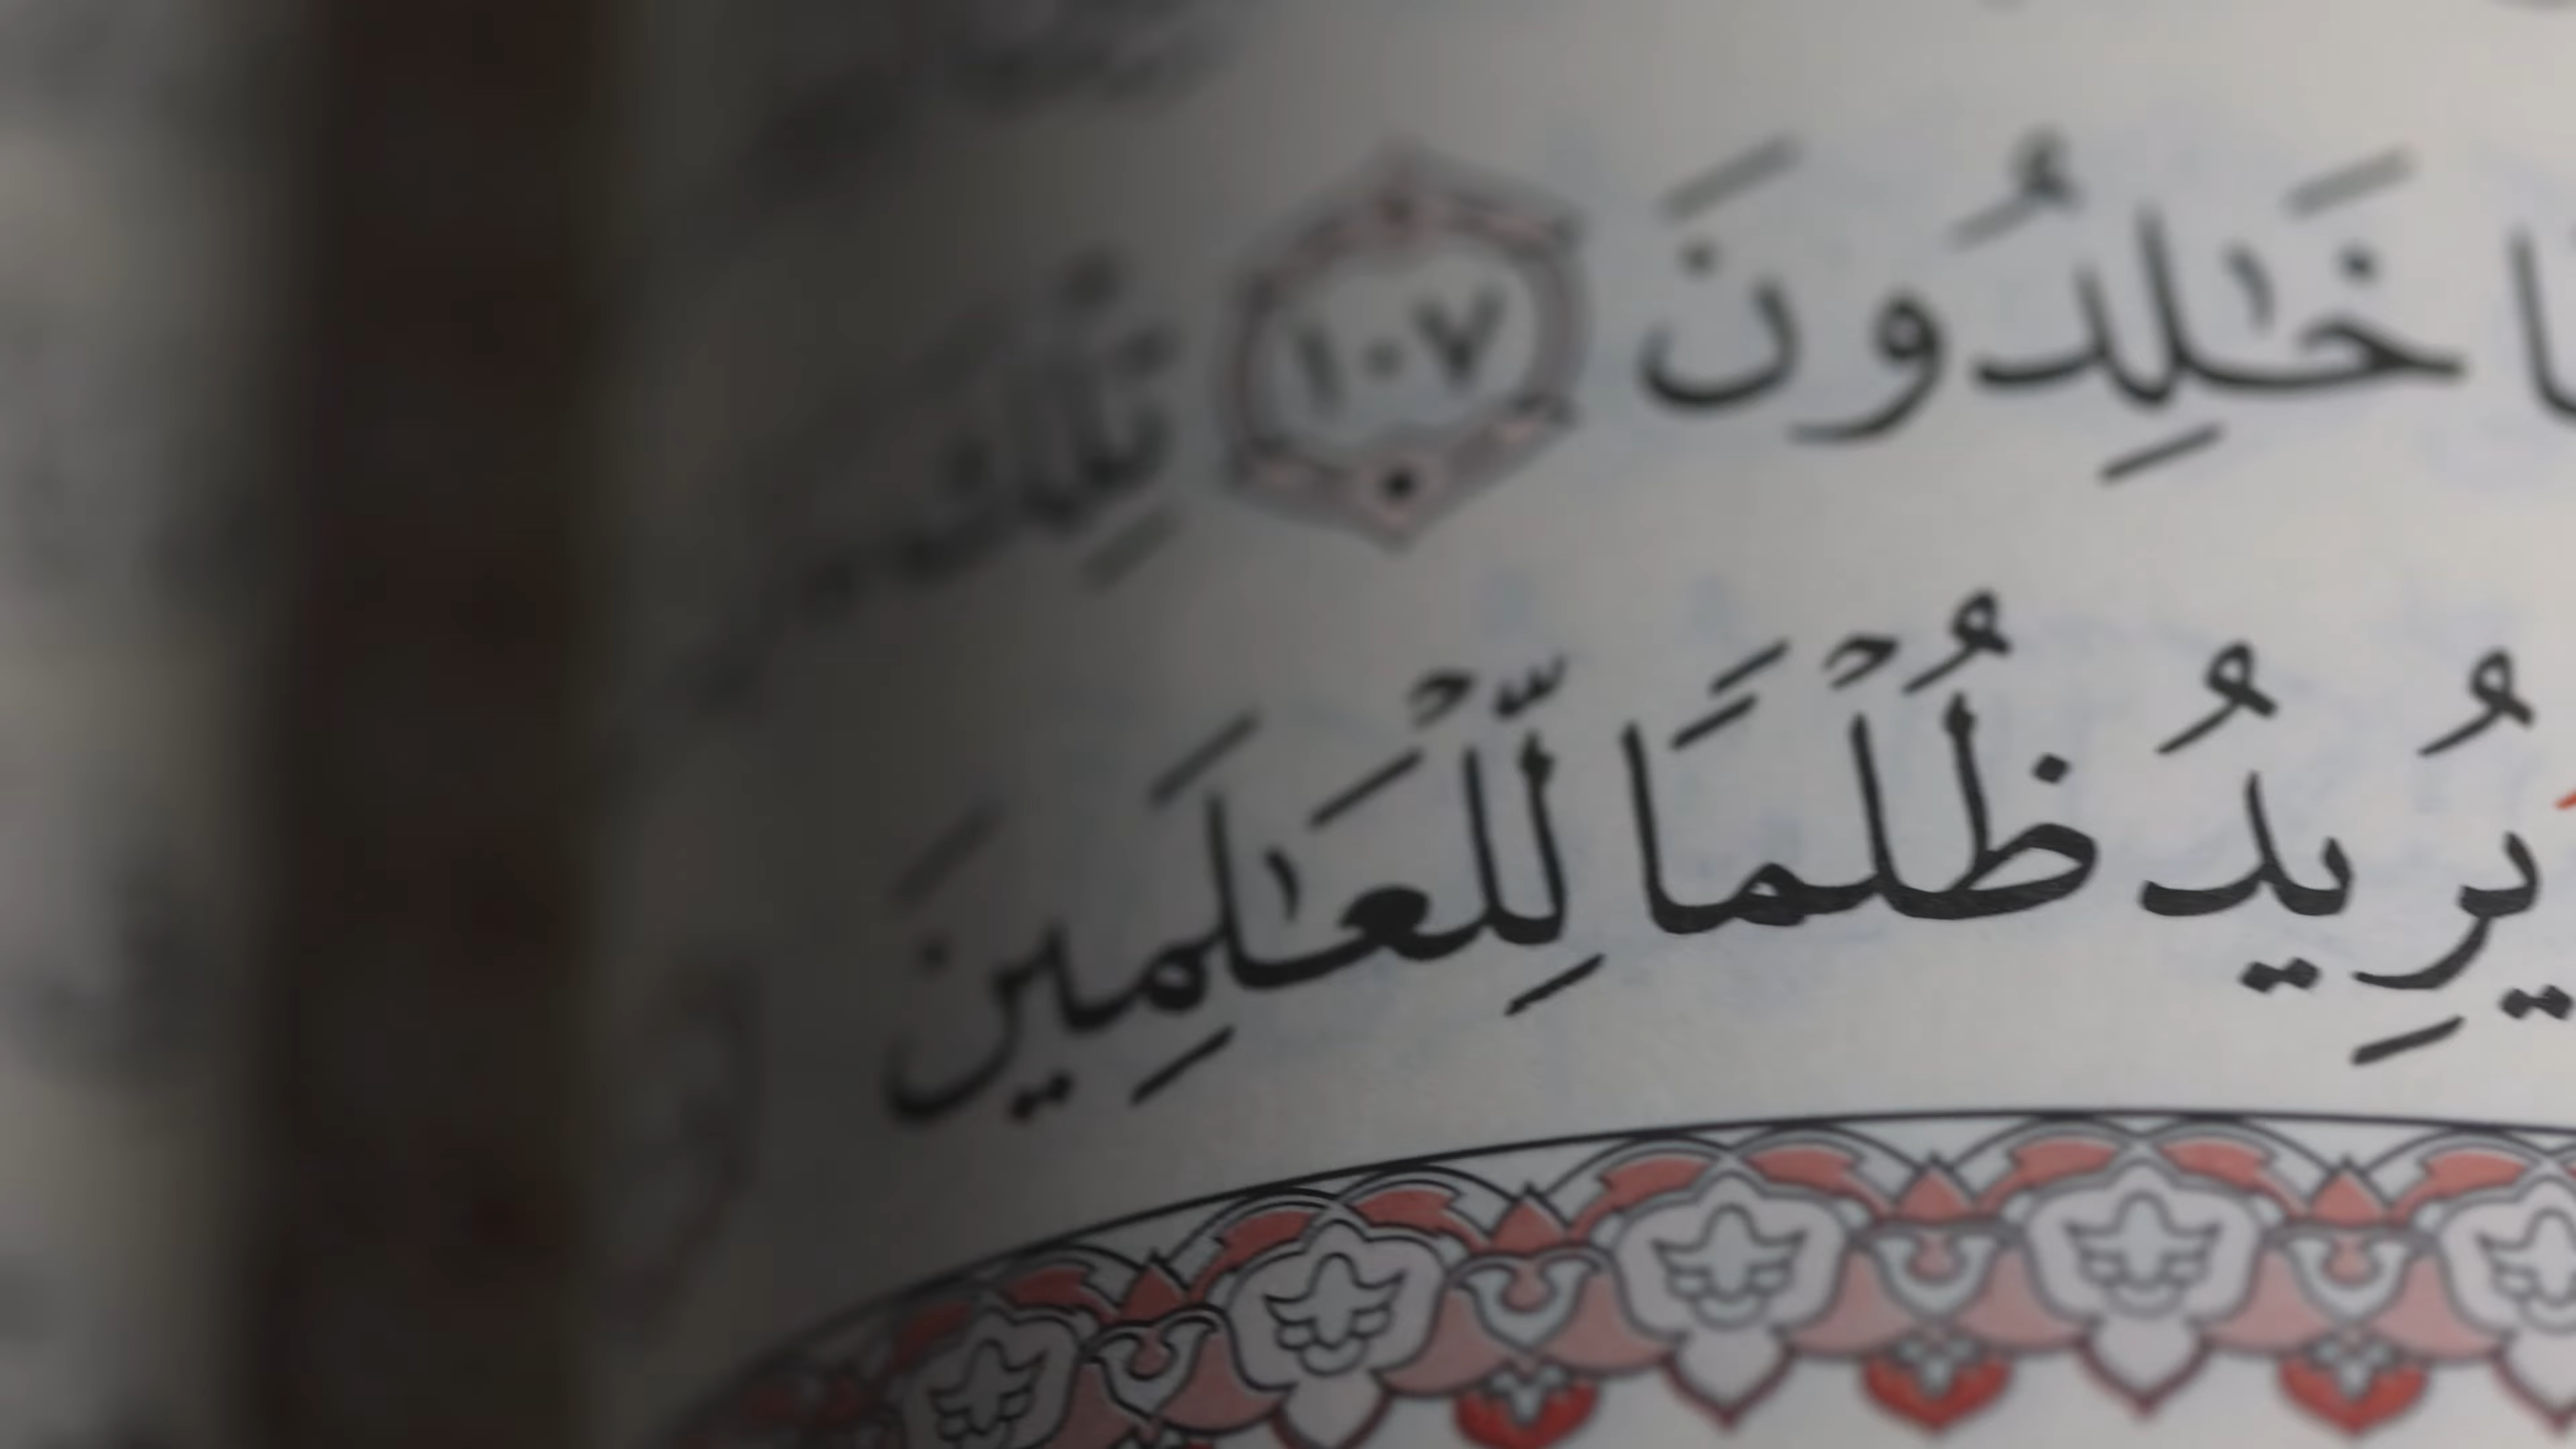 خَـٰلِدُونَ ١٠٧ تِلْكَ
يُرِيدُ ظُلْمًا لِّلْعَـٰلَمِينَ